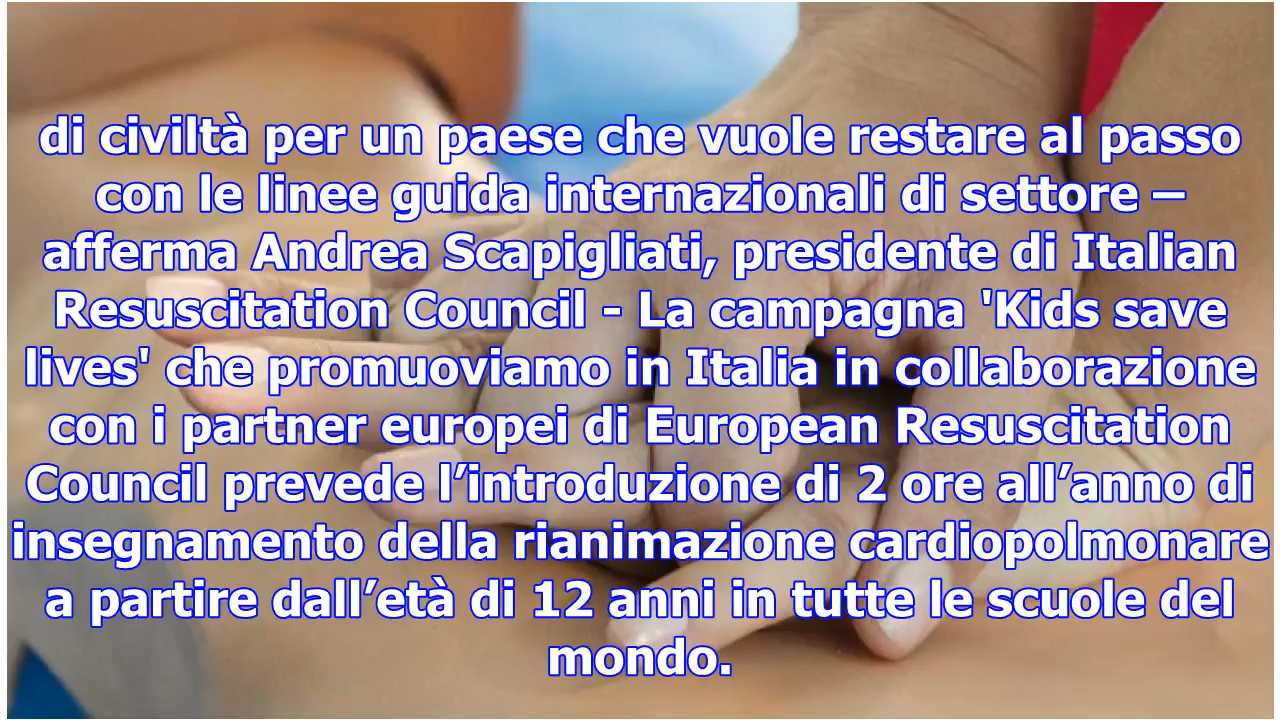 di civiltà per un paese che vuole restare al passo
con le linee guida internazionali di settore –
afferma Andrea Scapigliati, presidente di Italian
Resuscitation Council - La campagna 'Kids save
lives' che promuoviamo in Italia in collaborazione
con i partner europei di European Resuscitation
Council prevede l’introduzione di 2 ore all’anno di
insegnamento della rianimazione cardiopolmonare
a partire dall’età di 12 anni in tutte le scuole del
mondo.